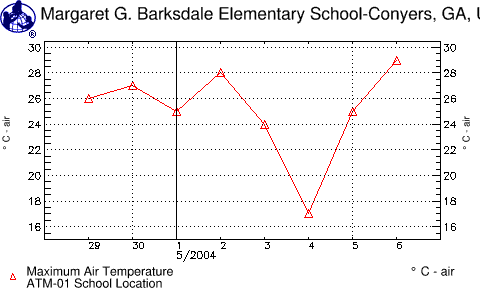 Margaret G. Barksdale Elementary School-Conyers, GA, U
®
30 30
28 28
26 26
24 24
22 22
20 20
18 18
16 16
° C - air
° C - air
29 30 1 2 3 4 5 6
5/2004
Maximum Air Temperature
ATM-01 School Location
° C - air